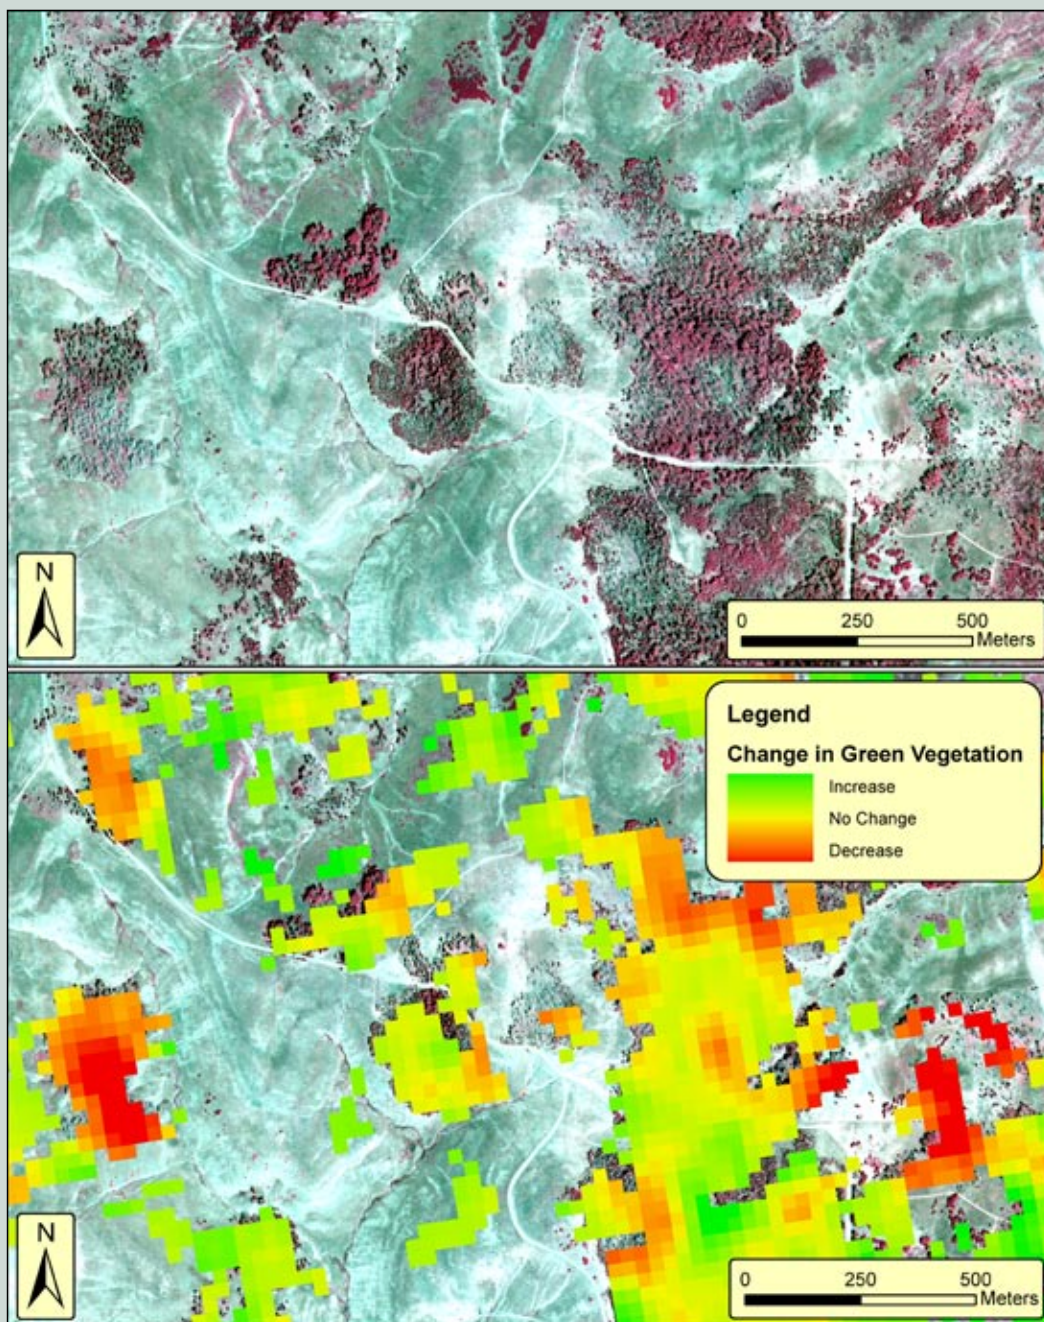 N
0 250 500
Meters
Legend
Change in Green Vegetation
Increase
No Change
Decrease
N
0 250 500
Meters